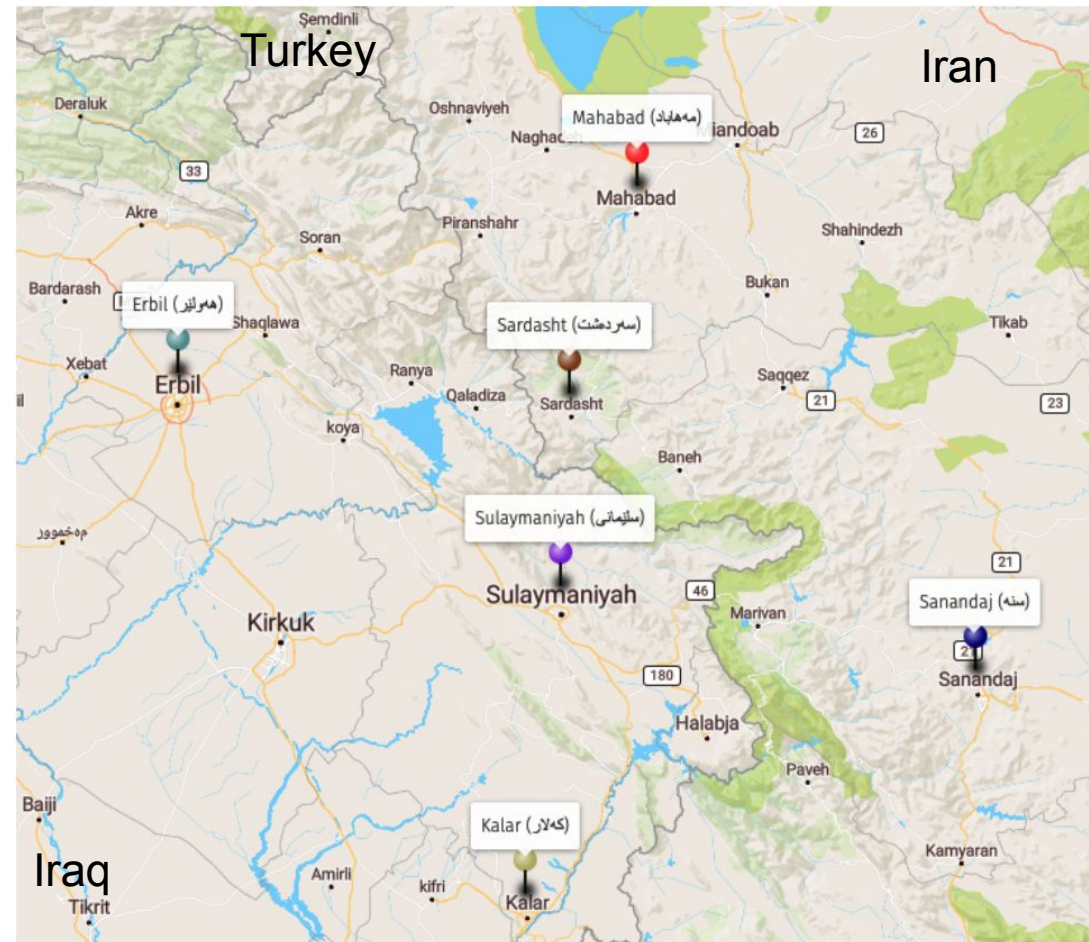 Şemdinli
Turkey
Iran
Deraluk
Oshnaviyeh
Mahabad (مەهاباد)
Naghadeh
Miandoab
26
33
Mahabad
Akre
Piranshahr
Soran
Shahindezh
Bardarash
Erbil (هەولێر)
Bukan
Shaqlawa
Sardasht (سەردەشت)
Tikab
Xebat
Erbil
Ranya
Qaladiza
Saqqez
Sardasht
21
23
koya
Baneh
Sulaymaniyah (سلێمانی)
مەخموور
21
Sulaymaniyah
46
Sanandaj (سنە)
Kirkuk
Marivan
21
180
Sanandaj
Halabja
Paveh
Baiji
Kalar (کەلار)
Iraq
Kamyaran
Amirli
kifri
Kalar
Tikrit